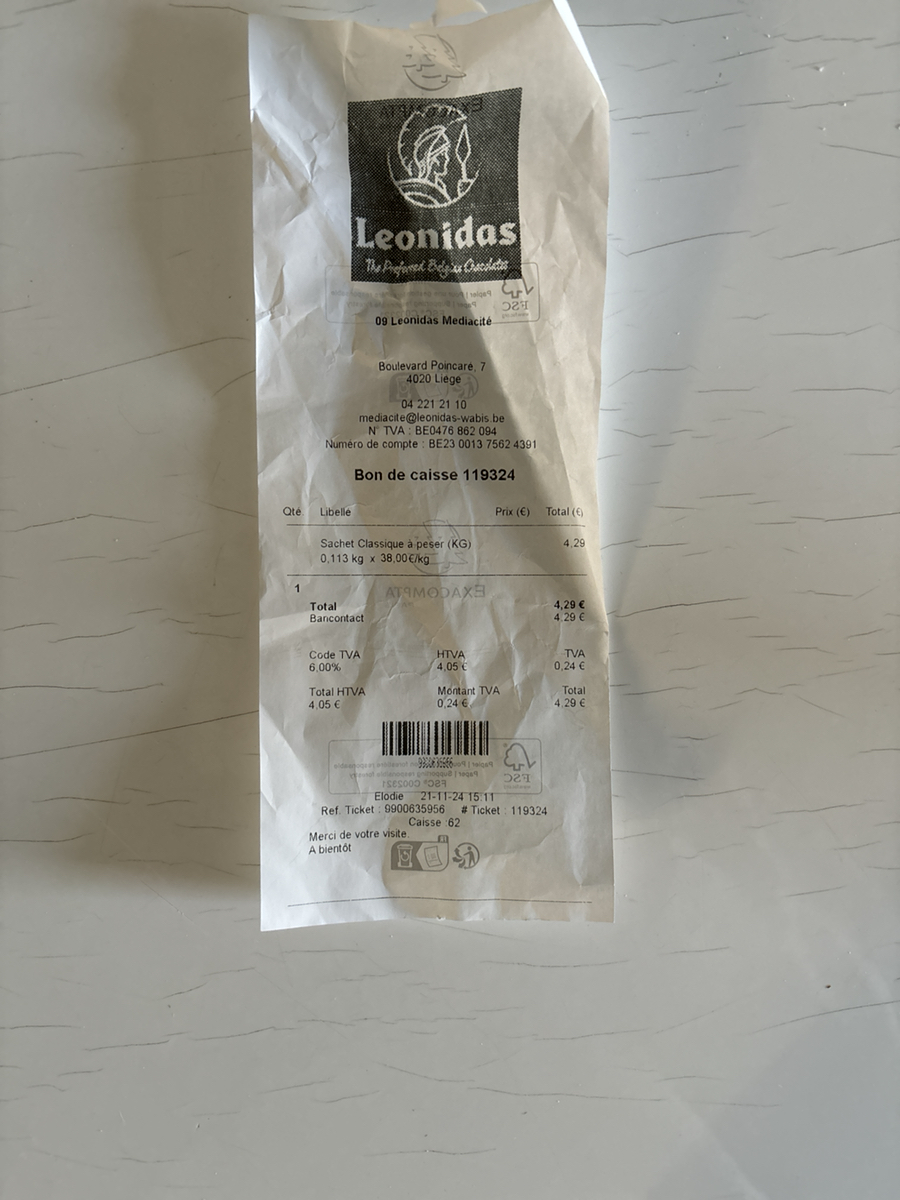 Leonidas
The Preferred Belgian Chocolates
09 Leonidas Mediacité
Boulevard Poincaré, 7
4020 Liège
04 221 21 10
mediacite@leonidas-wabis.be
N° TVA : BE0476 862 094
Numéro de compte : BE23 0013 7562 4391
Bon de caisse 119324
Qté Libelle Prix (€) Total (€)
Sachet Classique à peser (KG) 4,29
0,113 kg x 38,00€/kg
1
Total 4,29 €
Bancontact 4,29 €
Code TVA HTVA TVA
6,00% 4,05 € 0,24 €
Total HTVA Montant TVA Total
4,05 € 0,24 € 4,29 €
9900635956
Elodie 21-11-24 15:11
Ref. Ticket : 9900635956 # Ticket : 119324
Caisse :62
Merci de votre visite.
A bientôt